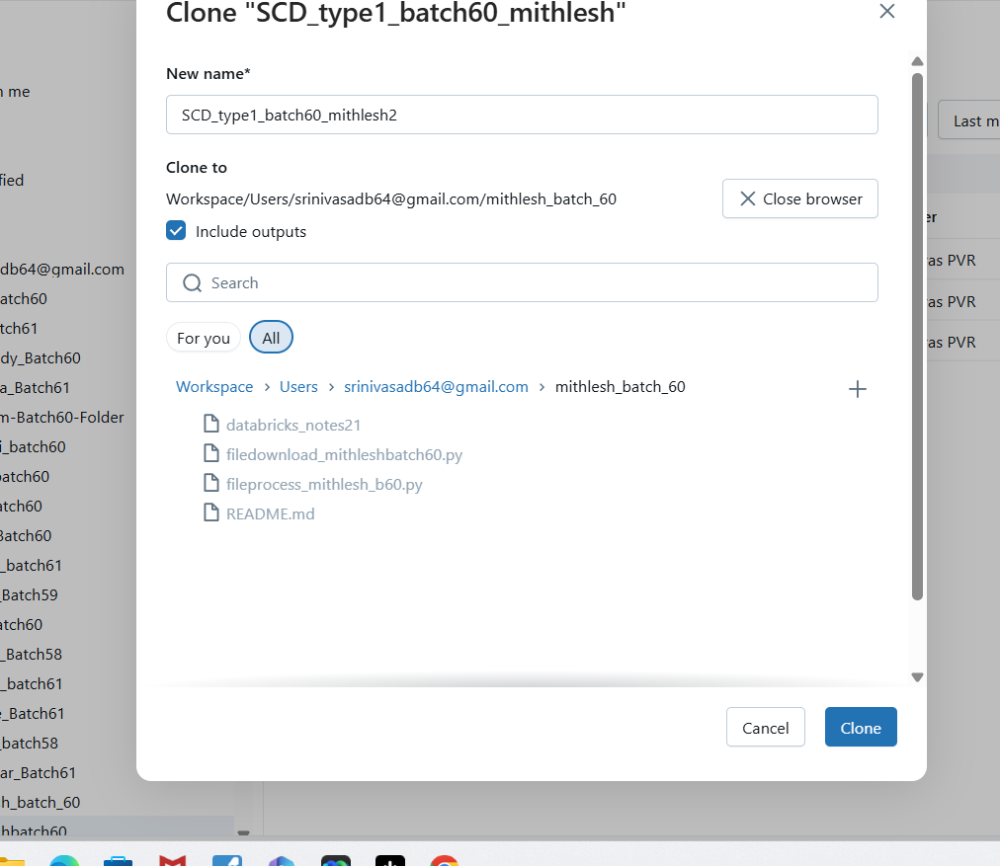 Clone "SCD_type1_batch60_mithlesh"
n me
New name*
SCD_type1_batch60_mithlesh2
Last m
Clone to
fied
Workspace/Users/srinivasadb64@gmail.com/mithlesh_batch_60
Close browser
er
Include outputs
as PVR
db64@gmail.com
Search
atch60
as PVR
tch61
For you
All
as PVR
dy_Batch60
a_Batch61
Workspace > Users > srinivasadb64@gmail.com > mithlesh_batch_60
m-Batch60-Folder
databricks_notes21
i_batch60
filedownload_mithleshbatch60.py
batch60
fileprocess_mithlesh_b60.py
atch60
README.md
Batch60
_batch61
_Batch59
atch60
_Batch58
_batch61
e_Batch61
_batch58
Cancel
Clone
ar_Batch61
h_batch_60
hbatch60